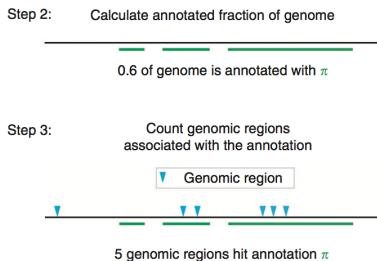 Step 2:
Calculate annotated fraction of genome
0.6 of genome is annotated with π
Step 3:
Count genomic regions
associated with the annotation
Genomic region
5 genomic regions hit annotation π